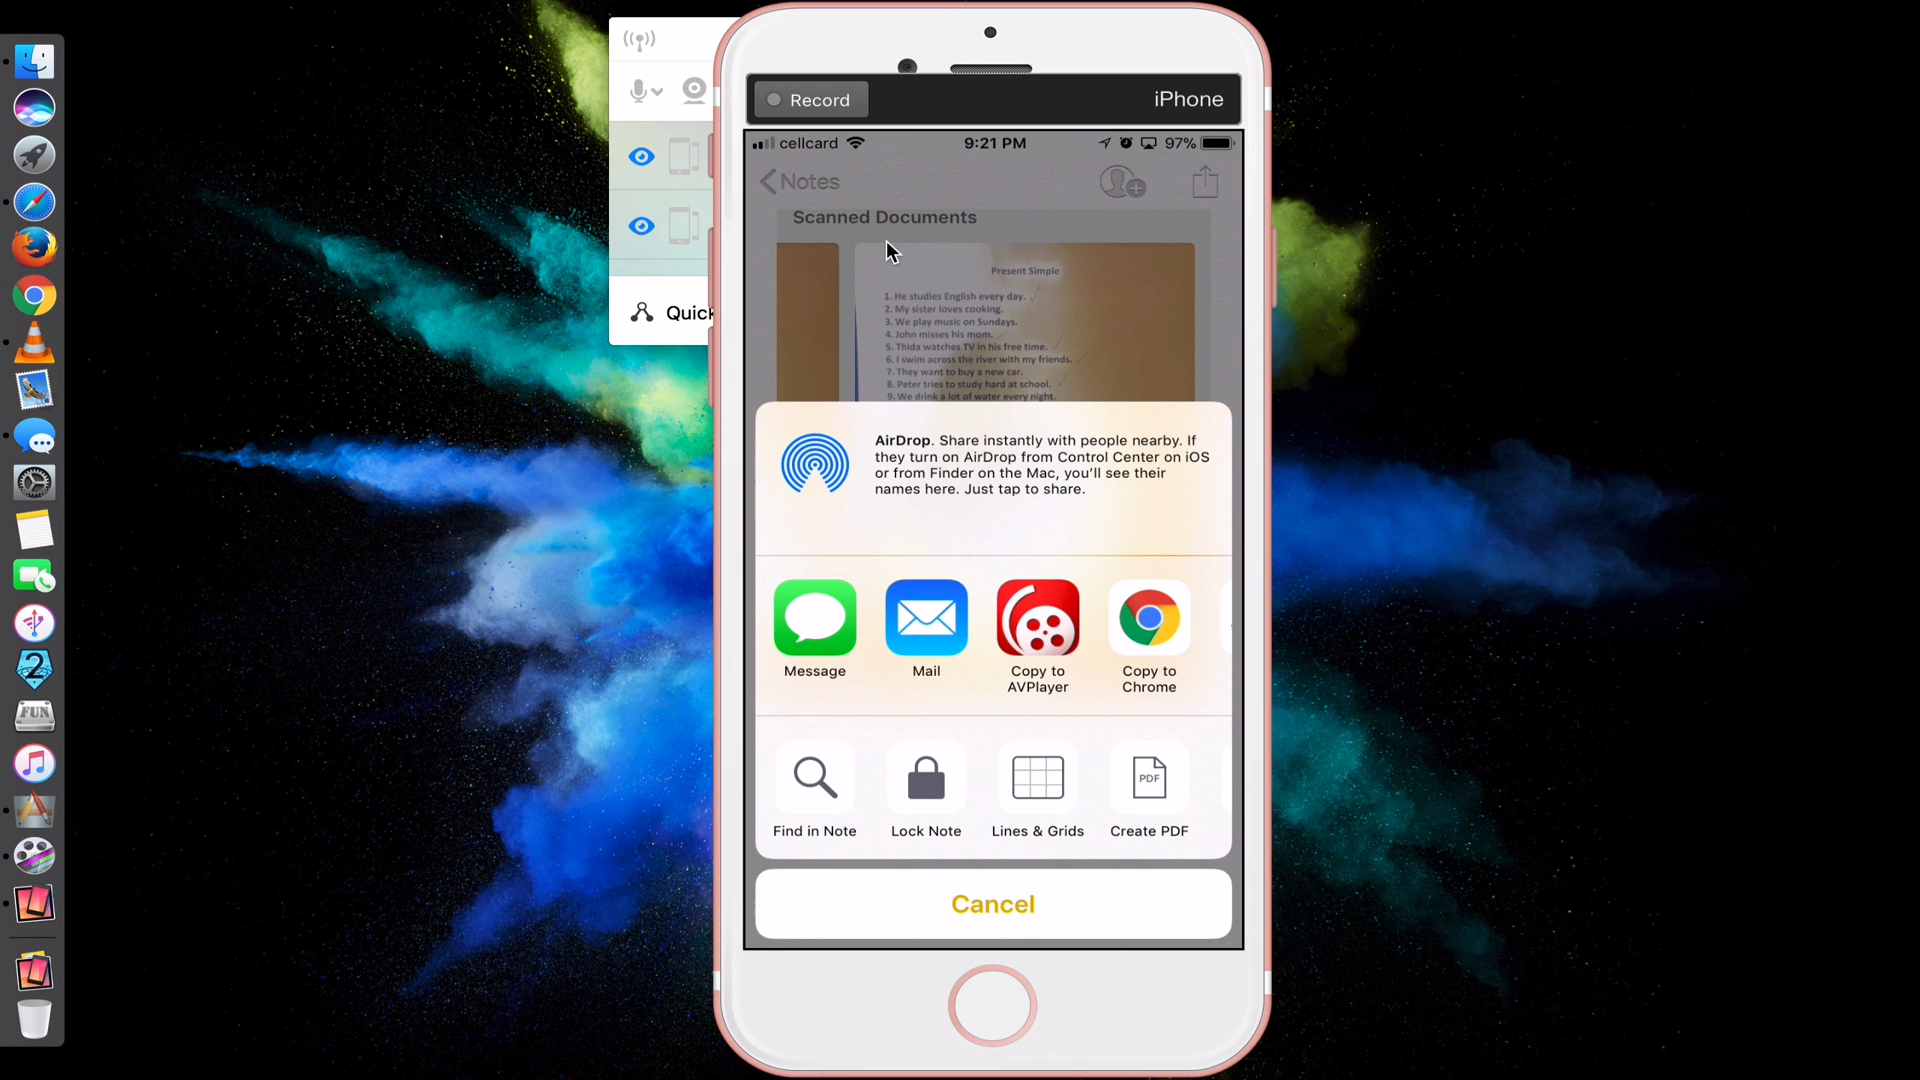 Record
iPhone
cellcard
9:21 PM
97%
Notes
Scanned Documents
Present Simple
1. He studies English every day.
2. My sister loves cooking.
3. We play music on Sundays.
4. John misses his mom.
5. Thida watches TV in his free time.
6. I swim across the river with my friends.
7. They want to buy a new car.
8. Peter tries to study hard at school.
9. We drink a lot of water every night.
Quick
AirDrop. Share instantly with people nearby. If
they turn on AirDrop from Control Center on iOS
or from Finder on the Mac, you'll see their
names here. Just tap to share.
Message
Mail
Copy to
AVPlayer
Copy to
Chrome
PDF
Find in Note
Lock Note
Lines & Grids
Create PDF
Cancel
2
FUN